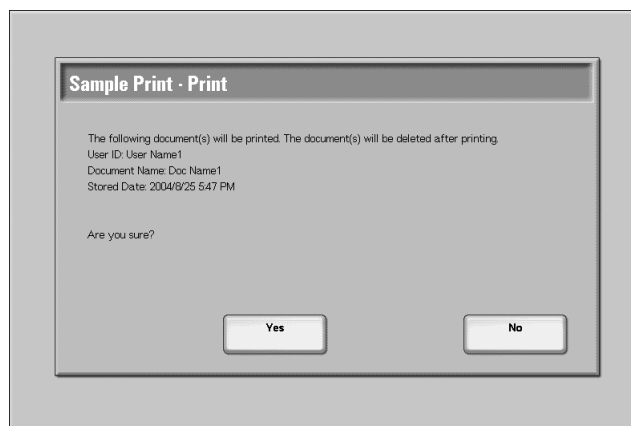 Sample Print - Print
The following document(s) will be printed. The document(s) will be deleted after printing.
User ID: User Name1
Document Name: Doc Name1
Stored Date: 2004/8/25 5:47 PM
Are you sure?
Yes
No